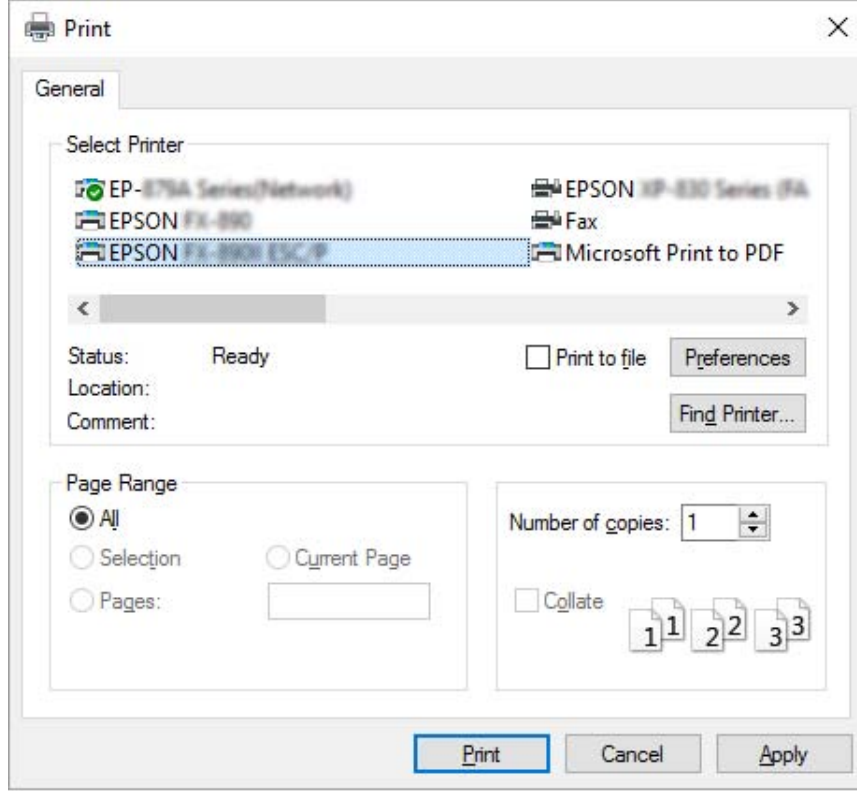 Print
General
Select Printer
EP-
EPSON
EPSON
EPSON
Fax
Microsoft Print to PDF
Status: Ready
Location:
Comment:
Print to file
Preferences
Find Printer...
Page Range
All
Selection
Current Page
Pages:
Number of copies: 1
Collate
1 1 2 2 3 3
Print Cancel Apply